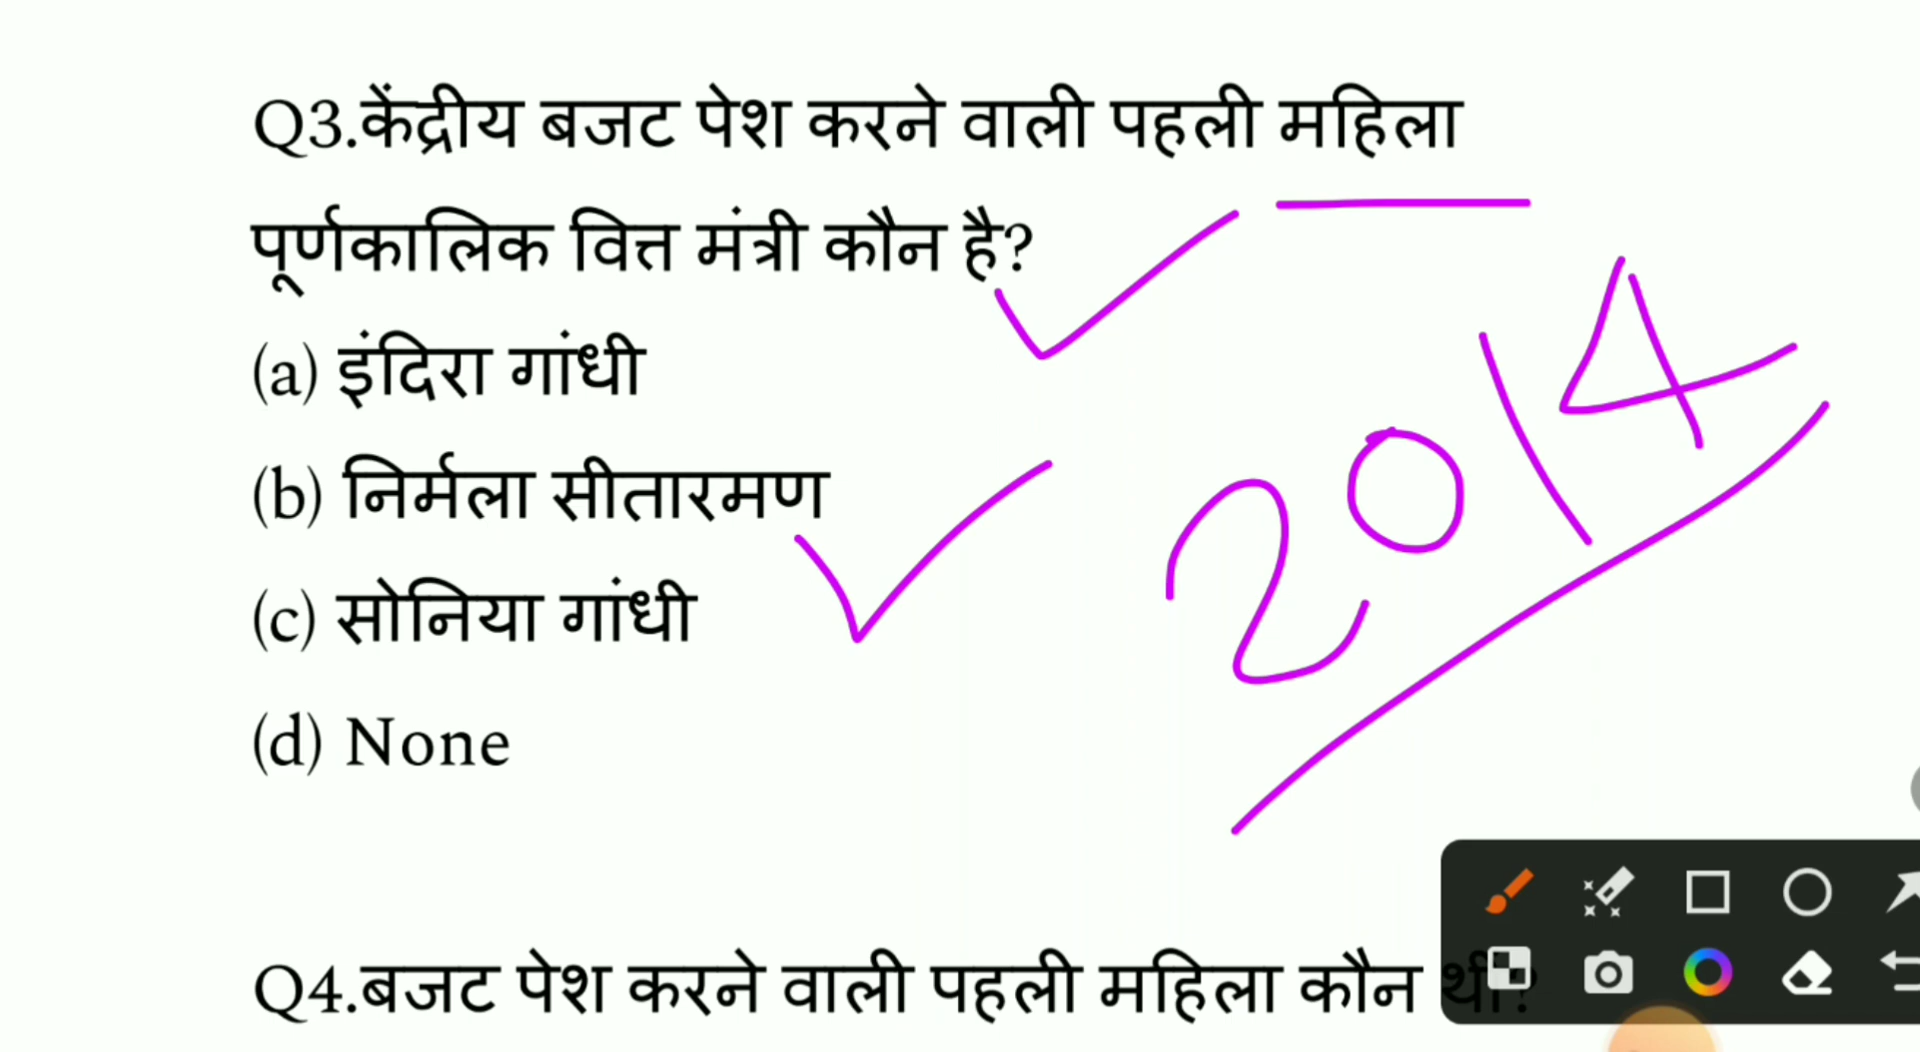 Q3.केंद्रीय बजट पेश करने वाली पहली महिला
पूर्णकालिक वित्त मंत्री कौन है?
(a) इंदिरा गांधी
(b) निर्मला सीतारमण
(c) सोनिया गांधी
(d) None
2014
Q4.बजट पेश करने वाली पहली महिला कौन थी?